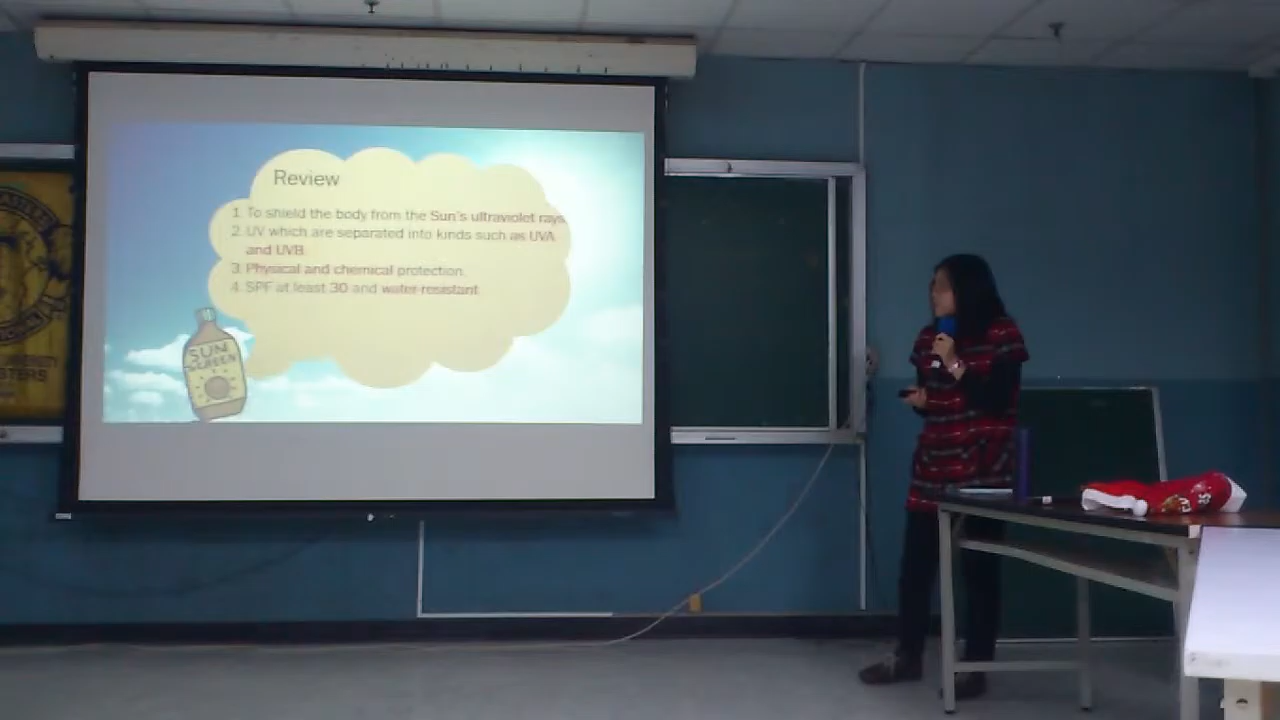 Review
1. To shield the body from the Sun's ultraviolet rays.
2. UV which are separated into kinds such as UVA
and UVB.
3. Physical and chemical protection.
4. SPF at least 30 and water-resistant.
SUN
SCREEN